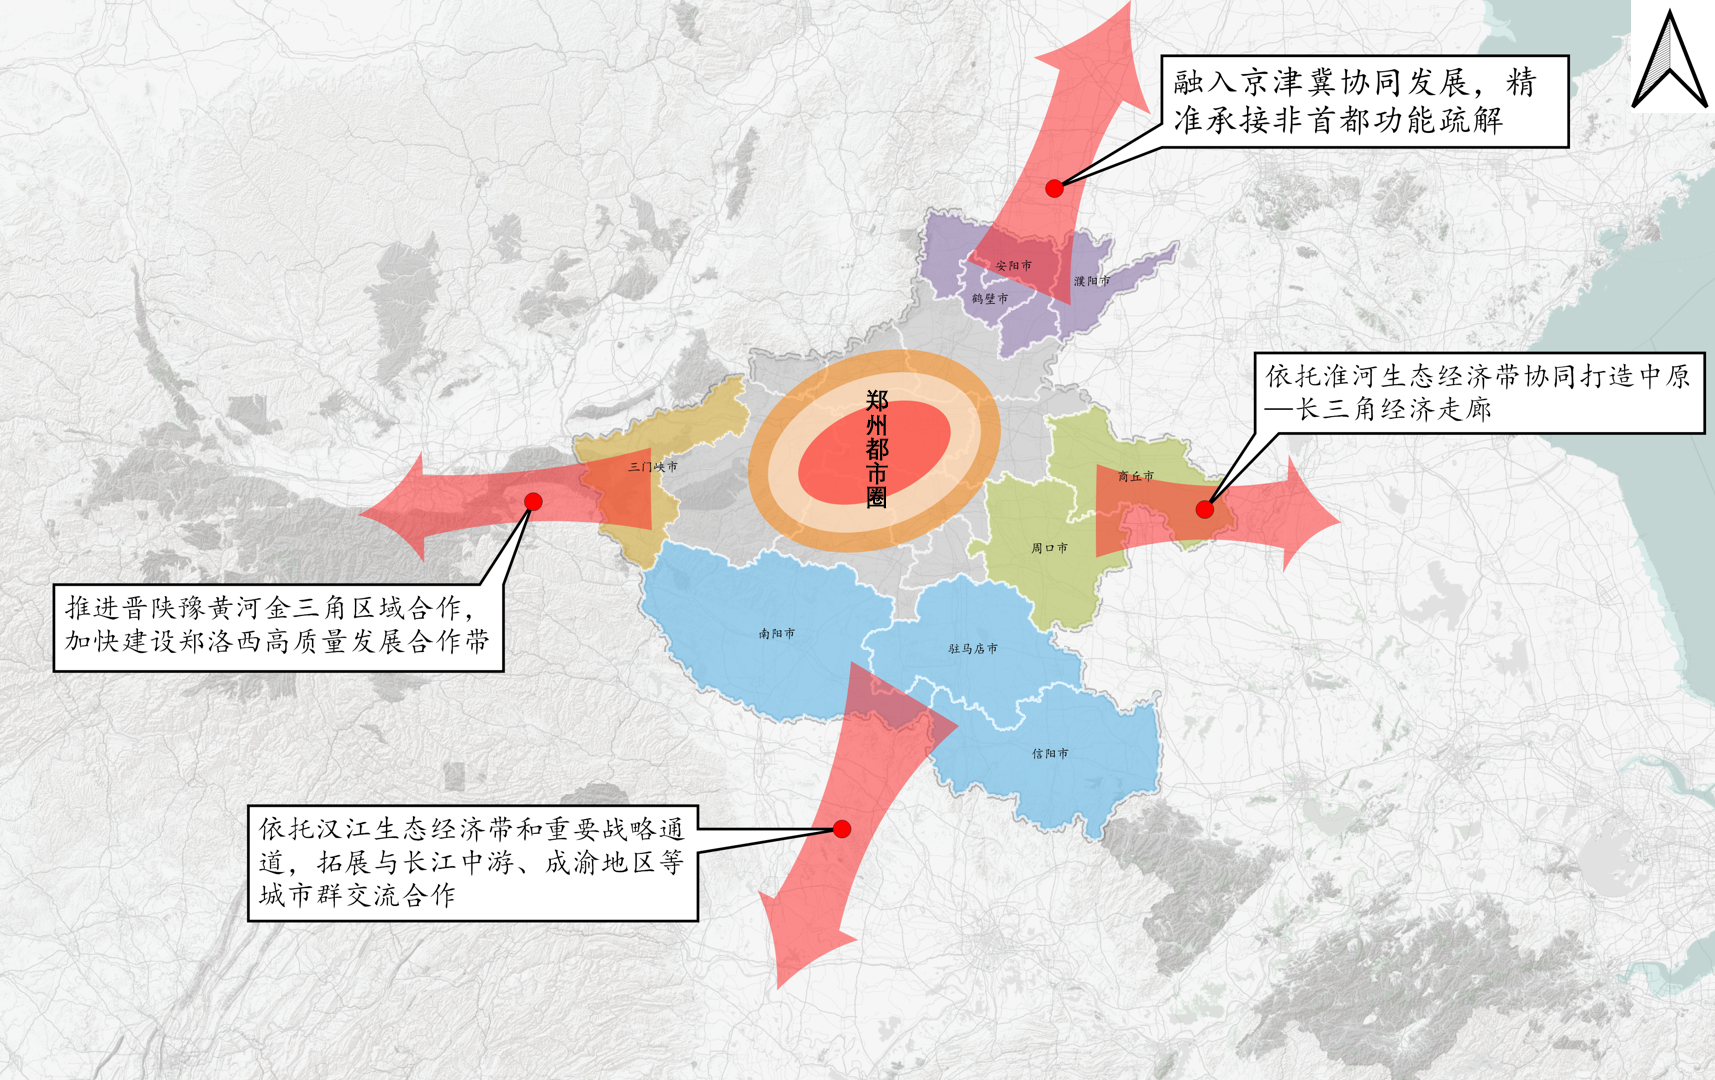 融入京津冀协同发展，精
准承接非首都功能疏解
安阳市
濮阳市
鹤壁市
依托淮河生态经济带协同打造中原
—长三角经济走廊
郑州都市圈
三门峡市
商丘市
周口市
推进晋陕豫黄河金三角区域合作，
加快建设郑洛西高质量发展合作带
南阳市
驻马店市
信阳市
依托汉江生态经济带和重要战略通
道，拓展与长江中游、成渝地区等
城市群交流合作